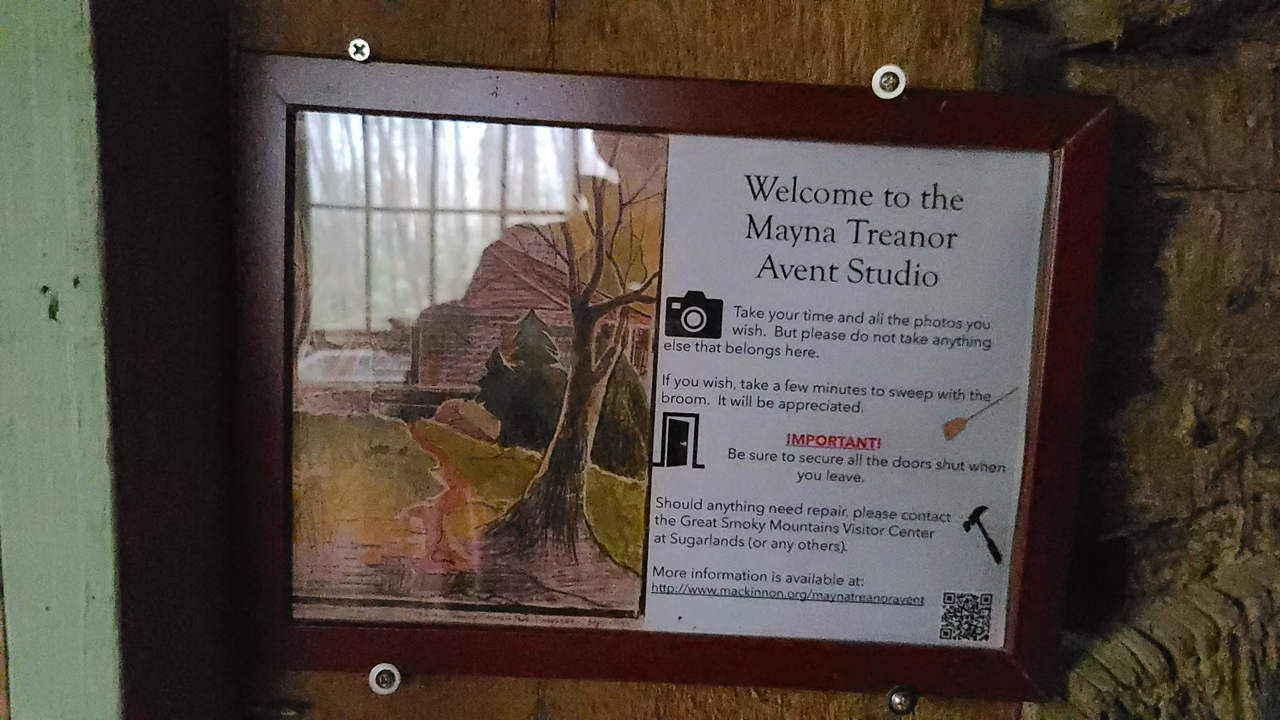 Welcome to the
Mayna Treanor
Avent Studio
Take your time and all the photos you
wish. But please do not take anything
else that belongs here.
If you wish, take a few minutes to sweep with the
broom. It will be appreciated.
IMPORTANT!
Be sure to secure all the doors shut when
you leave.
Should anything need repair, please contact
the Great Smoky Mountains Visitor Center
at Sugarlands (or any others).
More information is available at:
http://www.mackinnon.org/maynatreanoravent